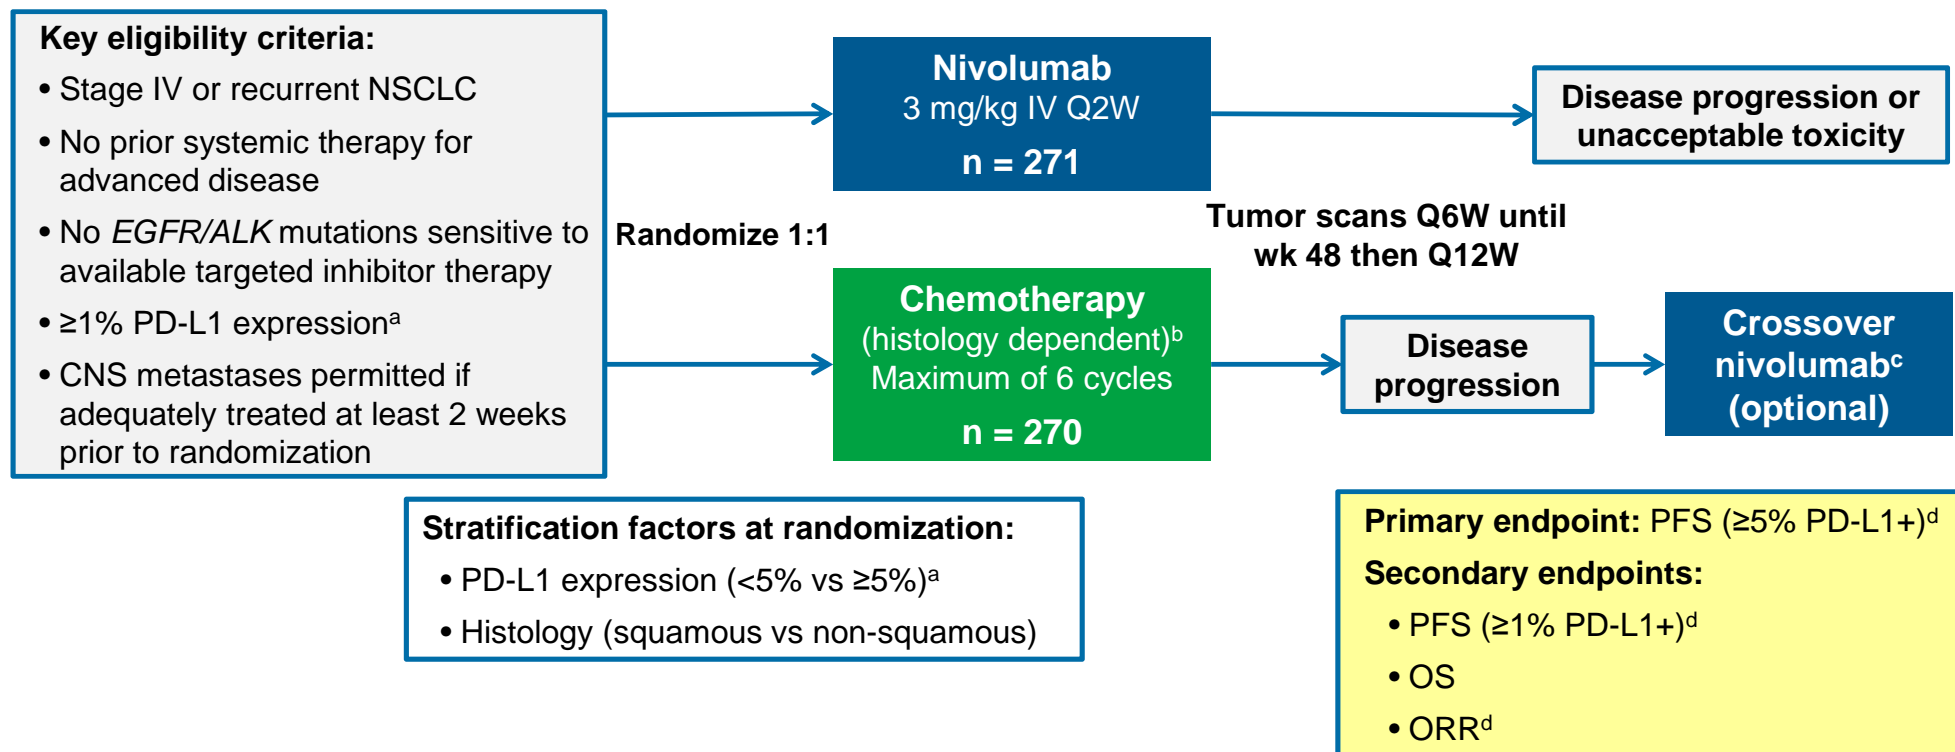 Key eligibility criteria:
• Stage IV or recurrent NSCLC
• No prior systemic therapy for
advanced disease
• No EGFR/ALK mutations sensitive to
available targeted inhibitor therapy
• ≥1% PD-L1 expressionᵃ
• CNS metastases permitted if
adequately treated at least 2 weeks
prior to randomization
Randomize 1:1
Nivolumab
3 mg/kg IV Q2W
n = 271
Disease progression or
unacceptable toxicity
Tumor scans Q6W until
wk 48 then Q12W
Chemotherapy
(histology dependent)ᵇ
Maximum of 6 cycles
n = 270
Disease
progression
Crossover
nivolumabᶜ
(optional)
Stratification factors at randomization:
• PD-L1 expression (<5% vs ≥5%)ᵃ
• Histology (squamous vs non-squamous)
Primary endpoint: PFS (≥5% PD-L1+)ᵈ
Secondary endpoints:
• PFS (≥1% PD-L1+)ᵈ
• OS
• ORRᵈ